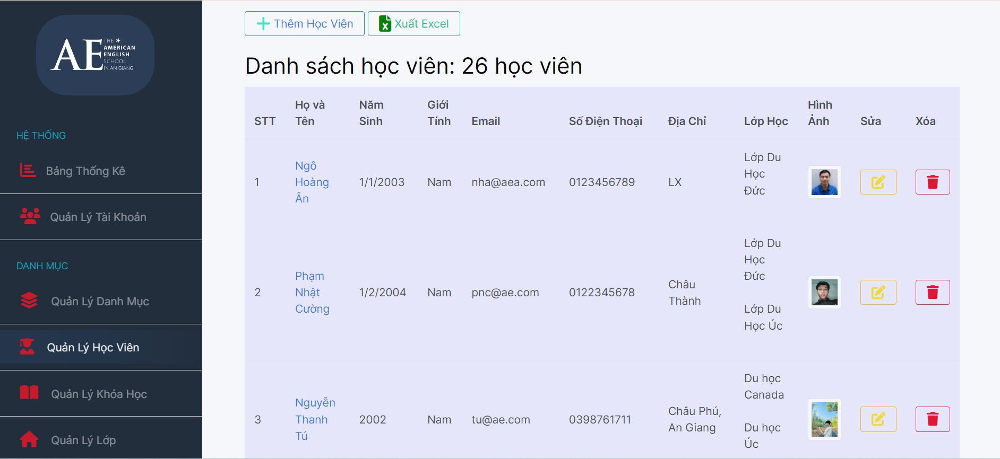 AE THE
AMERICAN
ENGLISH
SCHOOL
IN AN GIANG
HỆ THỐNG
Bảng Thống Kê
Quản Lý Tài Khoản
DANH MỤC
Quản Lý Danh Mục
Quản Lý Học Viên
Quản Lý Khóa Học
Quản Lý Lớp
Thêm Học Viên
Xuất Excel
Danh sách học viên: 26 học viên
STT
Họ và
Tên
Năm
Sinh
Giới
Tính
Email
Số Điện Thoại
Địa Chỉ
Lớp Học
Hình
Ảnh
Sửa
Xóa
1
Ngô
Hoàng
Ân
1/1/2003
Nam
nha@aea.com
0123456789
LX
Lớp Du
Học
Đức
2
Phạm
Nhật
Cường
1/2/2004
Nam
pnc@ae.com
0122345678
Châu
Thành
Lớp Du
Học
Đức
Lớp Du
Học Úc
3
Nguyễn
Thanh
Tú
2002
Nam
tu@ae.com
0398761711
Châu Phú,
An Giang
Du học
Canada
Du học
Úc